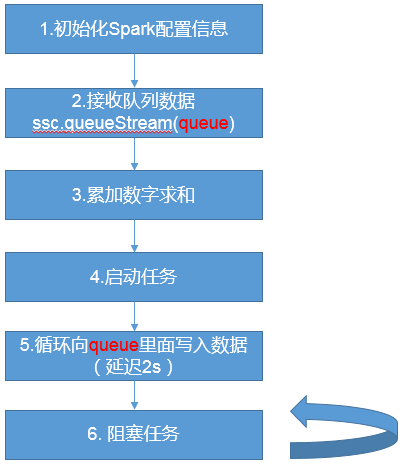 1.初始化Spark配置信息
2.接收队列数据
ssc.queueStream(queue)
3.累加数字求和
4.启动任务
5.循环向queue里面写入数据
（延迟2s）
6. 阻塞任务